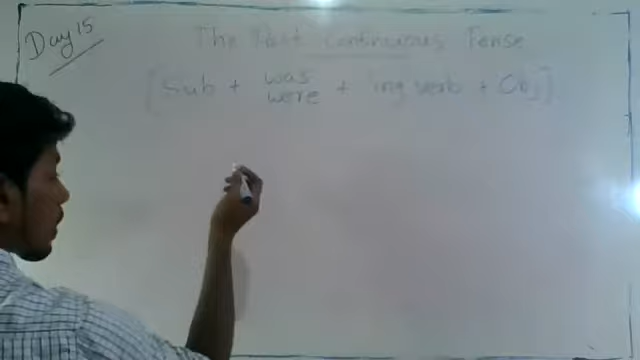 Day 15
The Past Continuous Tense
[Sub + was
were + ing verb + Obj]